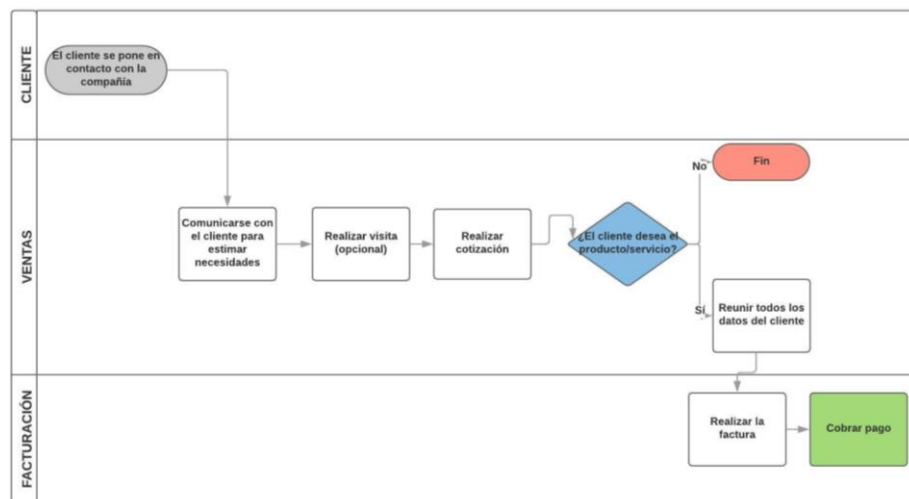 CLIENTE
El cliente se pone en
contacto con la
compañía
VENTAS
Comunicarse con
el cliente para
estimar
necesidades
Realizar visita
(opcional)
Realizar
cotización
¿El cliente desea el
producto/servicio?
No
Fin
Sí
Reunir todos los
datos del cliente
FACTURACIÓN
Realizar la
factura
Cobrar pago